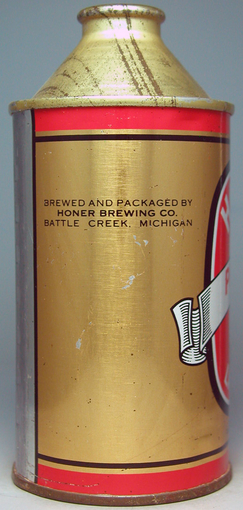 BREWED AND PACKAGED BY
HONER BREWING CO.
BATTLE CREEK, MICHIGAN